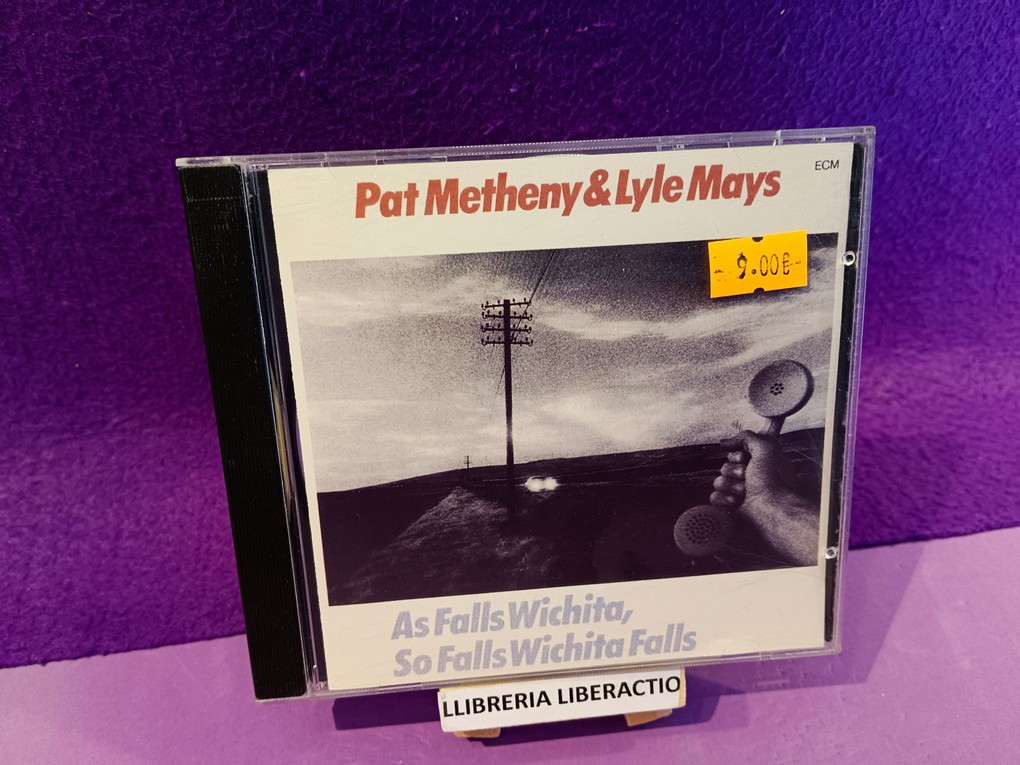 Pat Metheny & Lyle Mays
ECM
9.00€
As Falls Wichita,
So Falls Wichita Falls
LLIBRERIA LIBERACTIO